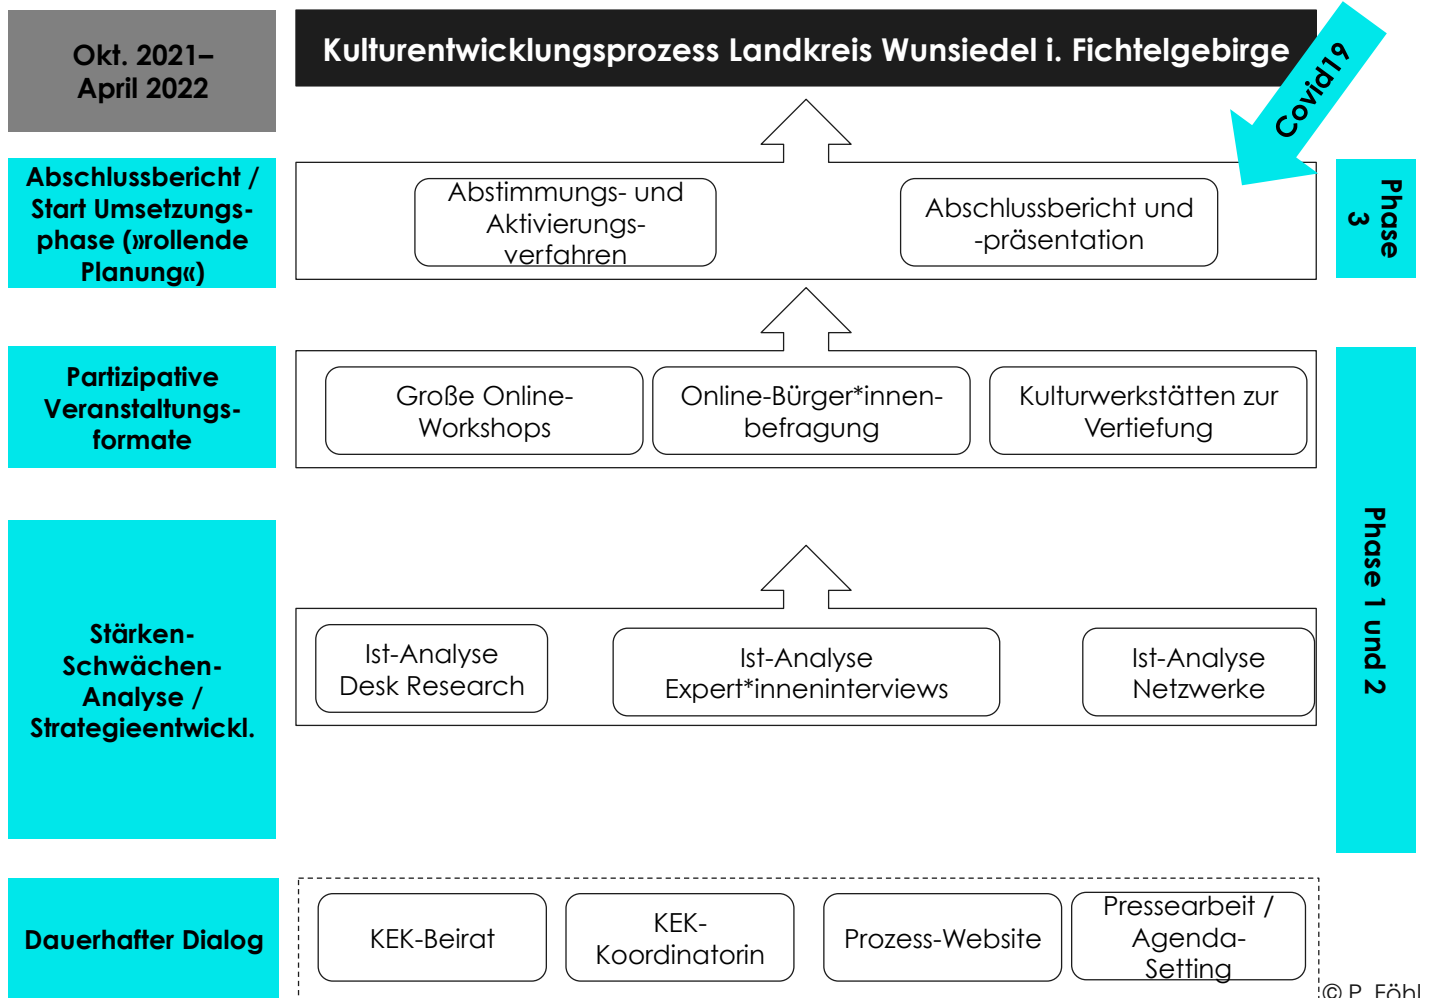 Okt. 2021–
April 2022
Kulturentwicklungsprozess Landkreis Wunsiedel i. Fichtelgebirge
Covid19
Abschlussbericht /
Start Umsetzungs-
phase (»rollende
Planung«)
Abstimmungs- und
Aktivierungs-
verfahren
Abschlussbericht und
-präsentation
Phase
3
Partizipative
Veranstaltungs-
formate
Große Online-
Workshops
Online-Bürger*innen-
befragung
Kulturwerkstätten zur
Vertiefung
Phase 1 und 2
Stärken-
Schwächen-
Analyse /
Strategieentwickl.
Ist-Analyse
Desk Research
Ist-Analyse
Expert*inneninterviews
Ist-Analyse
Netzwerke
Dauerhafter Dialog
KEK-Beirat
KEK-
Koordinatorin
Prozess-Website
Pressearbeit /
Agenda-
Setting
© P. Föhl